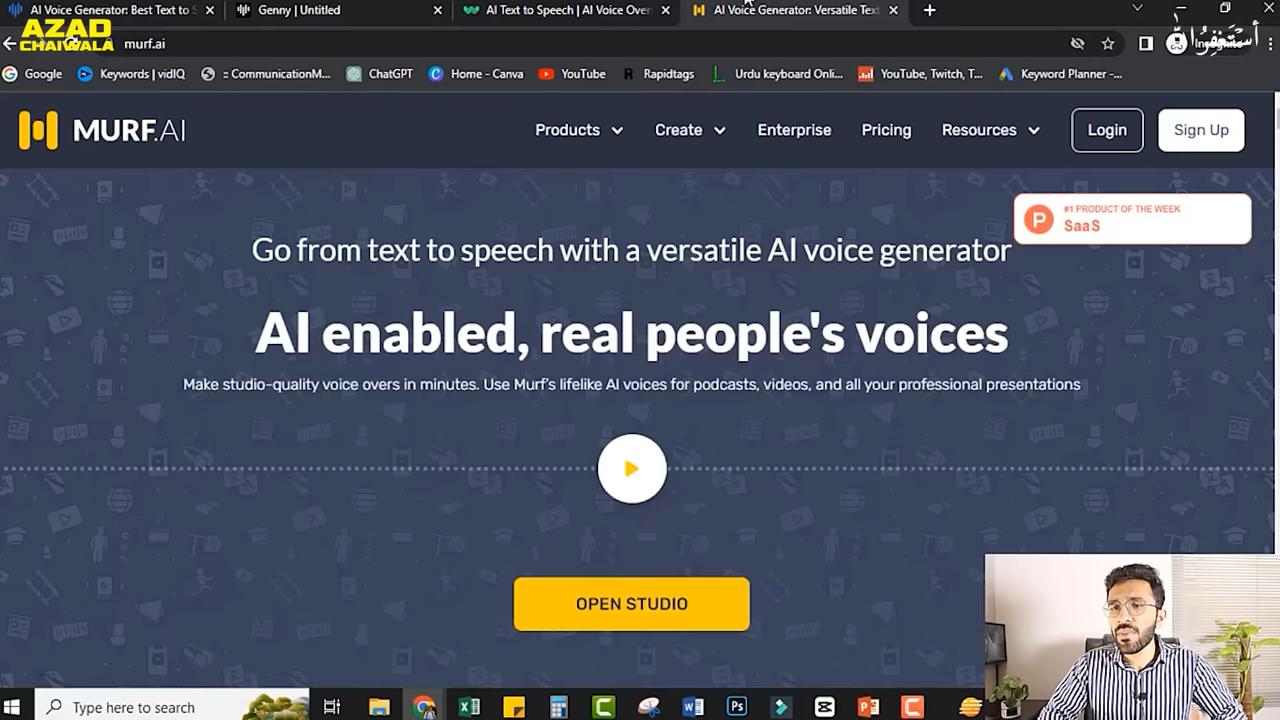 AI Voice Generator: Best Text to S
Genny | Untitled
AI Text to Speech | AI Voice Over
AI Voice Generator: Versatile Text
AZAD
CHAIWALA
murf.ai
أستغفر الله
Google
Keywords | vidIQ
:: CommunicationM...
ChatGPT
Home - Canva
YouTube
Rapidtags
Urdu keyboard Onli...
YouTube, Twitch, T...
Keyword Planner -...
MURF.AI
Products
Create
Enterprise
Pricing
Resources
Login
Sign Up
#1 PRODUCT OF THE WEEK
SaaS
Go from text to speech with a versatile AI voice generator
AI enabled, real people's voices
Make studio-quality voice overs in minutes. Use Murf's lifelike AI voices for podcasts, videos, and all your professional presentations
OPEN STUDIO
Type here to search